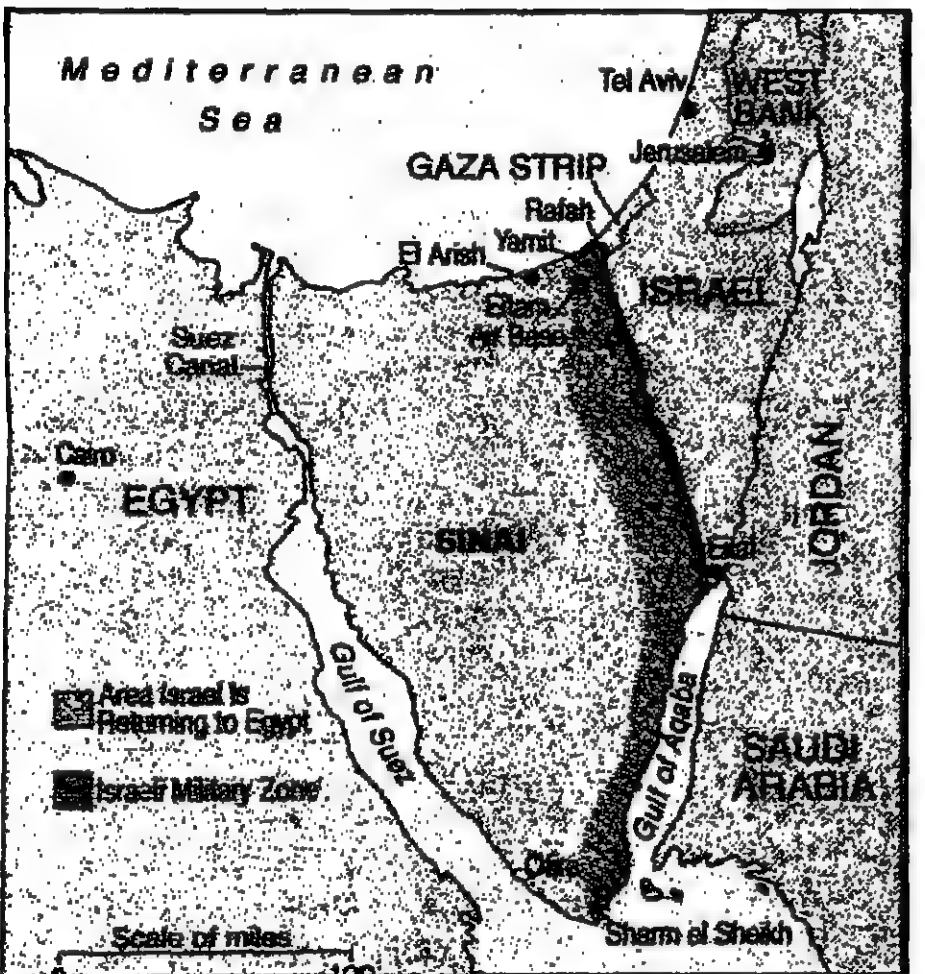 Mediterranean
Sea
Tel Aviv
WEST
BANK
Jerusalem
GAZA STRIP
Rafah
Yamit
El Arish
ISRAEL
Air Base
Suez
Canal
Cairo
EGYPT
SINAI
Eilat
JORDAN
Gulf of Suez
Gulf of Aqaba
Area Israel Is
Returning to Egypt
SAUDI
ARABIA
Israeli Military Zone
Sharm el Sheikh
Scale of miles
0 100